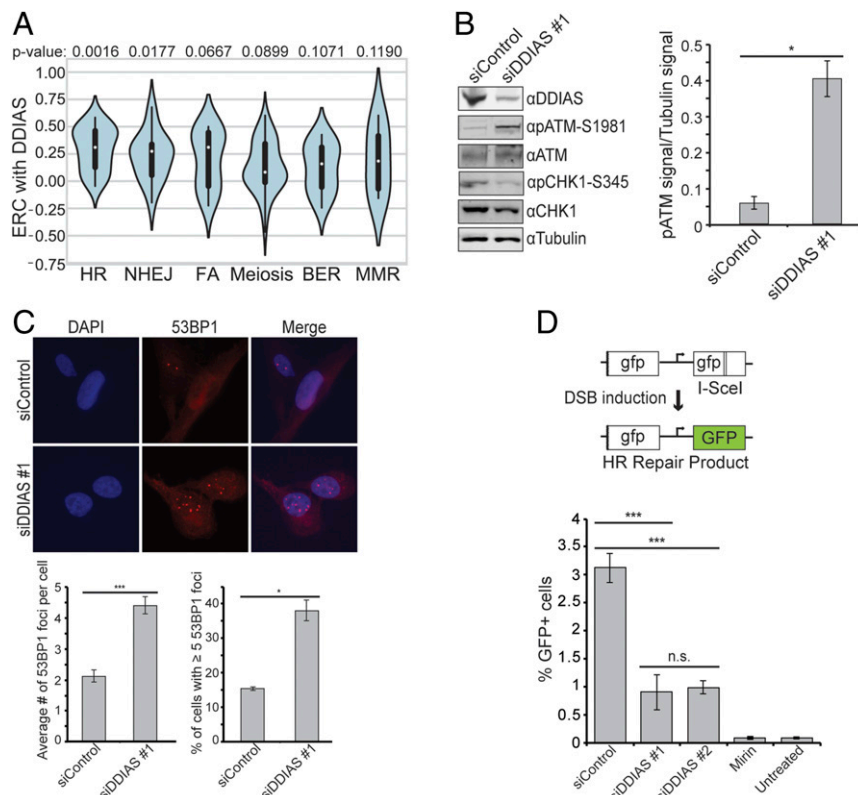 A
p-value: 0.0016 0.0177 0.0667 0.0899 0.1071 0.1190
ERC with DDIAS
1.00
0.75
0.50
0.25
0.00
-0.25
-0.50
-0.75
HR NHEJ FA Meiosis BER MMR
B
siControl
siDDIAS #1
αDDIAS
αpATM-S1981
αATM
αpCHK1-S345
αCHK1
αTubulin
pATM signal/Tubulin signal
0.5
0.4
0.3
0.2
0.1
0
*
siControl
siDDIAS #1
C
DAPI 53BP1 Merge
siControl
siDDIAS #1
Average # of 53BP1 foci per cell
5
4
3
2
1
0
***
siControl
siDDIAS #1
% of cells with ≥ 5 53BP1 foci
40
30
20
10
0
*
siControl
siDDIAS #1
D
gfp gfp
I-SceI
DSB induction
gfp GFP
HR Repair Product
% GFP+ cells
4
3.5
3
2.5
2
1.5
1
0.5
0
***
***
n.s.
siControl
siDDIAS #1
siDDIAS #2
Mirin
Untreated